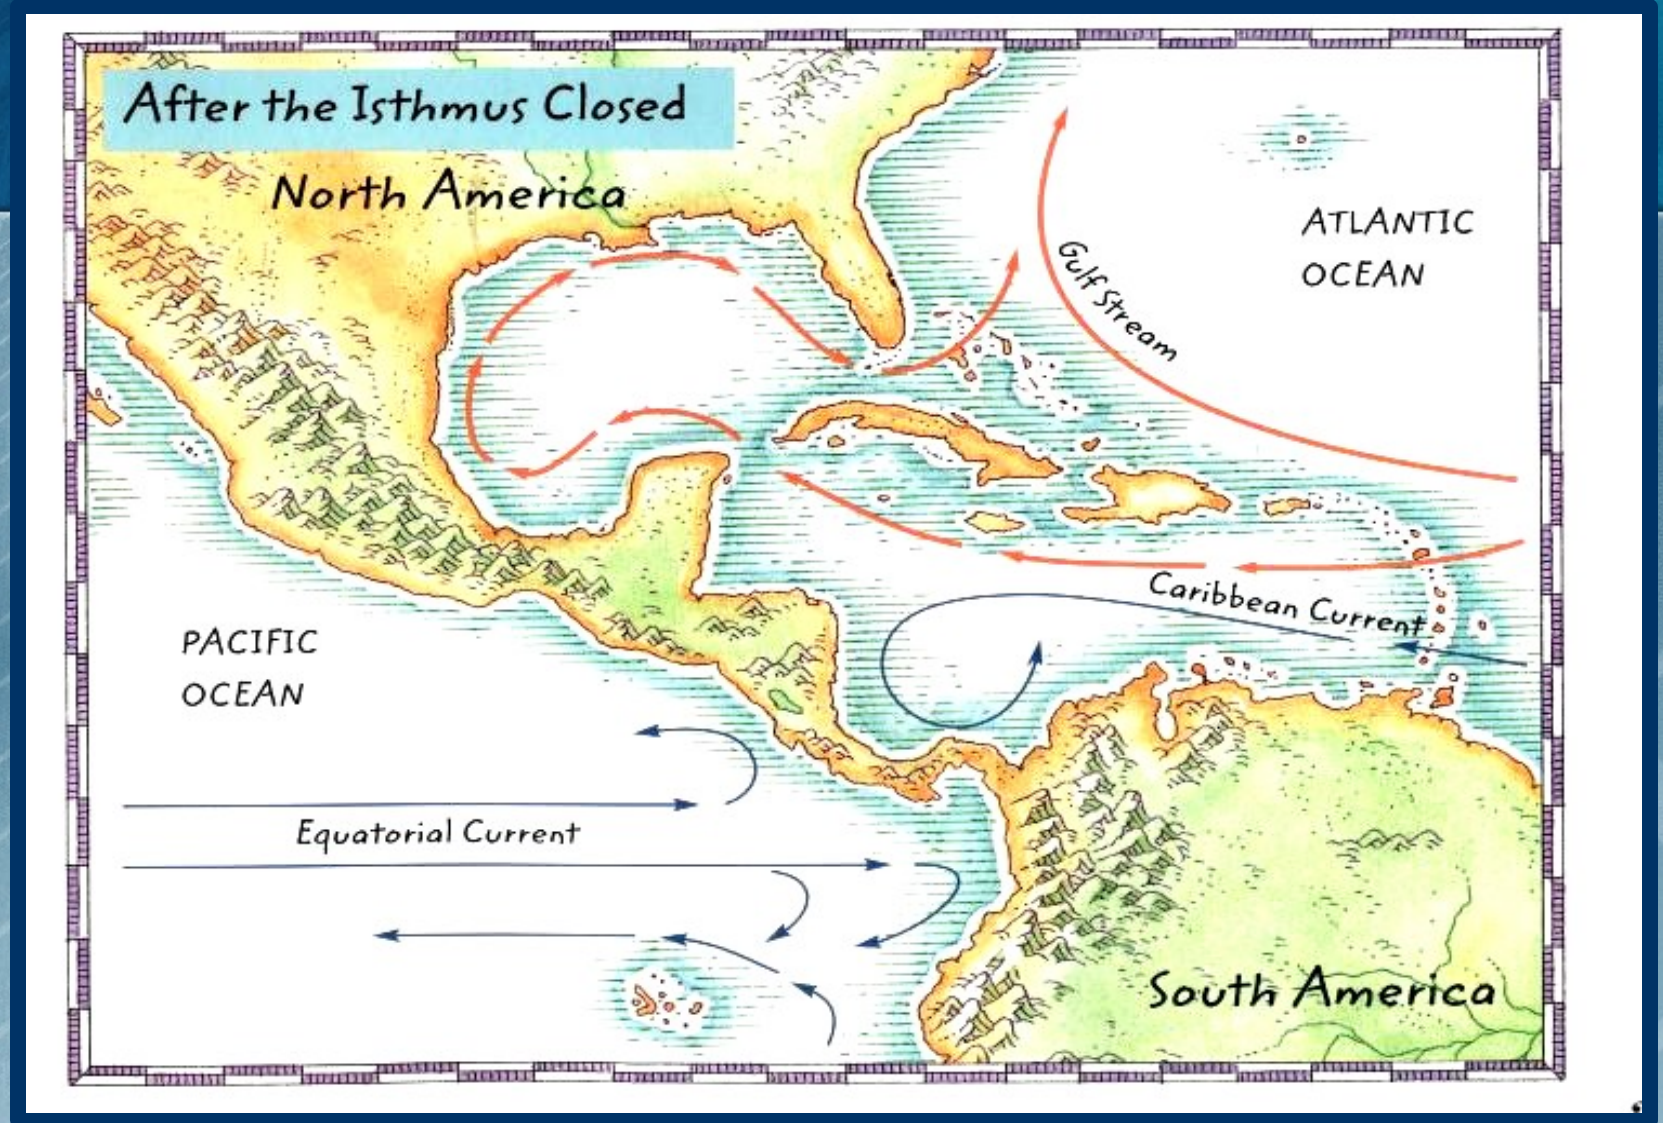 After the Isthmus Closed
North America
ATLANTIC
OCEAN
Gulf Stream
Caribbean Current
PACIFIC
OCEAN
Equatorial Current
South America